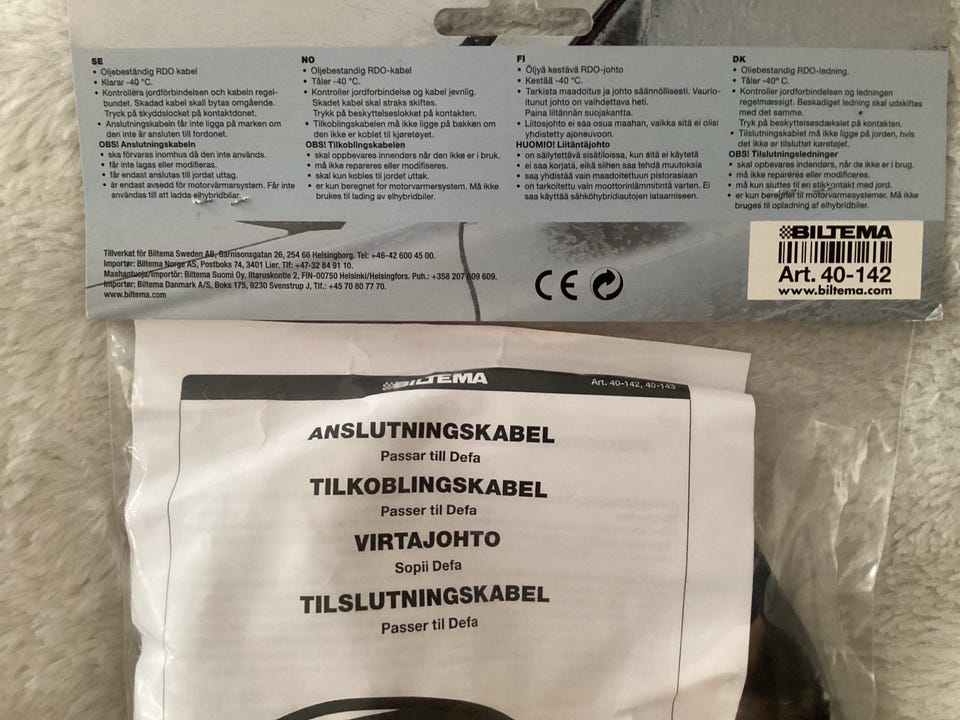 SE
• Oljebeständig RDO kabel
• Klarar -40 °C.
• Kontrollera jordförbindelsen och kabeln regel-
bundet. Skadad kabel skall bytas omgående.
Tryck på skyddslocket på kontaktdonet.
• Anslutningskabeln får inte ligga på marken om
den inte är ansluten till fordonet.
OBS! Anslutningskabeln
• ska förvaras inomhus då den inte används.
• får inte lagas eller modifieras.
• får endast anslutas till jordat uttag.
• är endast avsedd för motorvärmarsystem. Får inte
användas till att ladda elhybridbilar.
NO
• Oljebestandig RDO-kabel
• Tåler -40 °C.
• Kontroller jordforbindelse og kabel jevnlig.
Skadet kabel skal straks skiftes.
Trykk på beskyttelseslokket på kontakten.
• Tilkoblingskabelen må ikke ligge på bakken om
den ikke er koblet til kjøretøyet.
OBS! Tilkoblingskabelen
• skal oppbevares innendørs når den ikke er i bruk.
• må ikke repareres eller modifiseres.
• skal kun kobles til jordet uttak.
• er kun beregnet for motorvarmersystem. Må ikke
brukes til lading av elhybridbiler.
FI
• Öljyä kestävä RDO-johto
• Kestää -40 °C.
• Tarkista maadoitus ja johto säännöllisesti. Vaurio-
itunut johto on vaihdettava heti.
Paina liitännän suojakantta.
• Liitosjohto ei saa osua maahan, vaikka sitä ei olisi
yhdistetty ajoneuvoon.
HUOMIO! Liitäntäjohto
• on säilytettävä sisätiloissa, kun sitä ei käytetä
• ei saa korjata, eikä siihen saa tehdä muutoksia
• saa yhdistää vain maadoitettuun pistorasiaan
• on tarkoitettu vain moottorinlämmitintä varten. Ei
saa käyttää sähköhybridiautojen lataamiseen.
DK
• Oliebestandig RDO-ledning.
• Tåler -40° C.
• Kontroller jordforbindelsen og ledningen
regelmæssigt. Beskadiget ledning skal udskiftes
med det samme.
Tryk på beskyttelsesdækslet på kontakten.
• Tilslutningskablet må ikke ligge på jorden, hvis
det ikke er tilsluttet køretøjet.
OBS! Tilslutningsledninger
• skal opbevares indendørs, når de ikke er i brug.
• må ikke repareres eller modificeres.
• må kun sluttes til en stikkontakt med jord.
• er kun beregnet til motorvarmesystemer. Må ikke
bruges til opladning af elhybridbiler.
Tillverkat för Biltema Sweden AB, Garnisonsgatan 26, 254 66 Helsingborg. Tel: +46-42 600 45 00.
Importør: Biltema Norge AS, Postboks 74, 3401 Lier. Tlf: +47-32 84 91 10.
Maahantuoja/Importör: Biltema Suomi Oy, Iltaruskontie 2, FIN-00750 Helsinki/Helsingfors. Puh.: +358 207 609 609.
Importør: Biltema Danmark A/S, Boks 175, 9230 Svenstrup J, Tlf.: +45 70 80 77 70.
www.biltema.com
CE
BILTEMA
Art. 40-142
www.biltema.com
BILTEMA
Art. 40-142, 40-143
ANSLUTNINGSKABEL
Passar till Defa
TILKOBLINGSKABEL
Passer til Defa
VIRTAJOHTO
Sopii Defa
TILSLUTNINGSKABEL
Passer til Defa